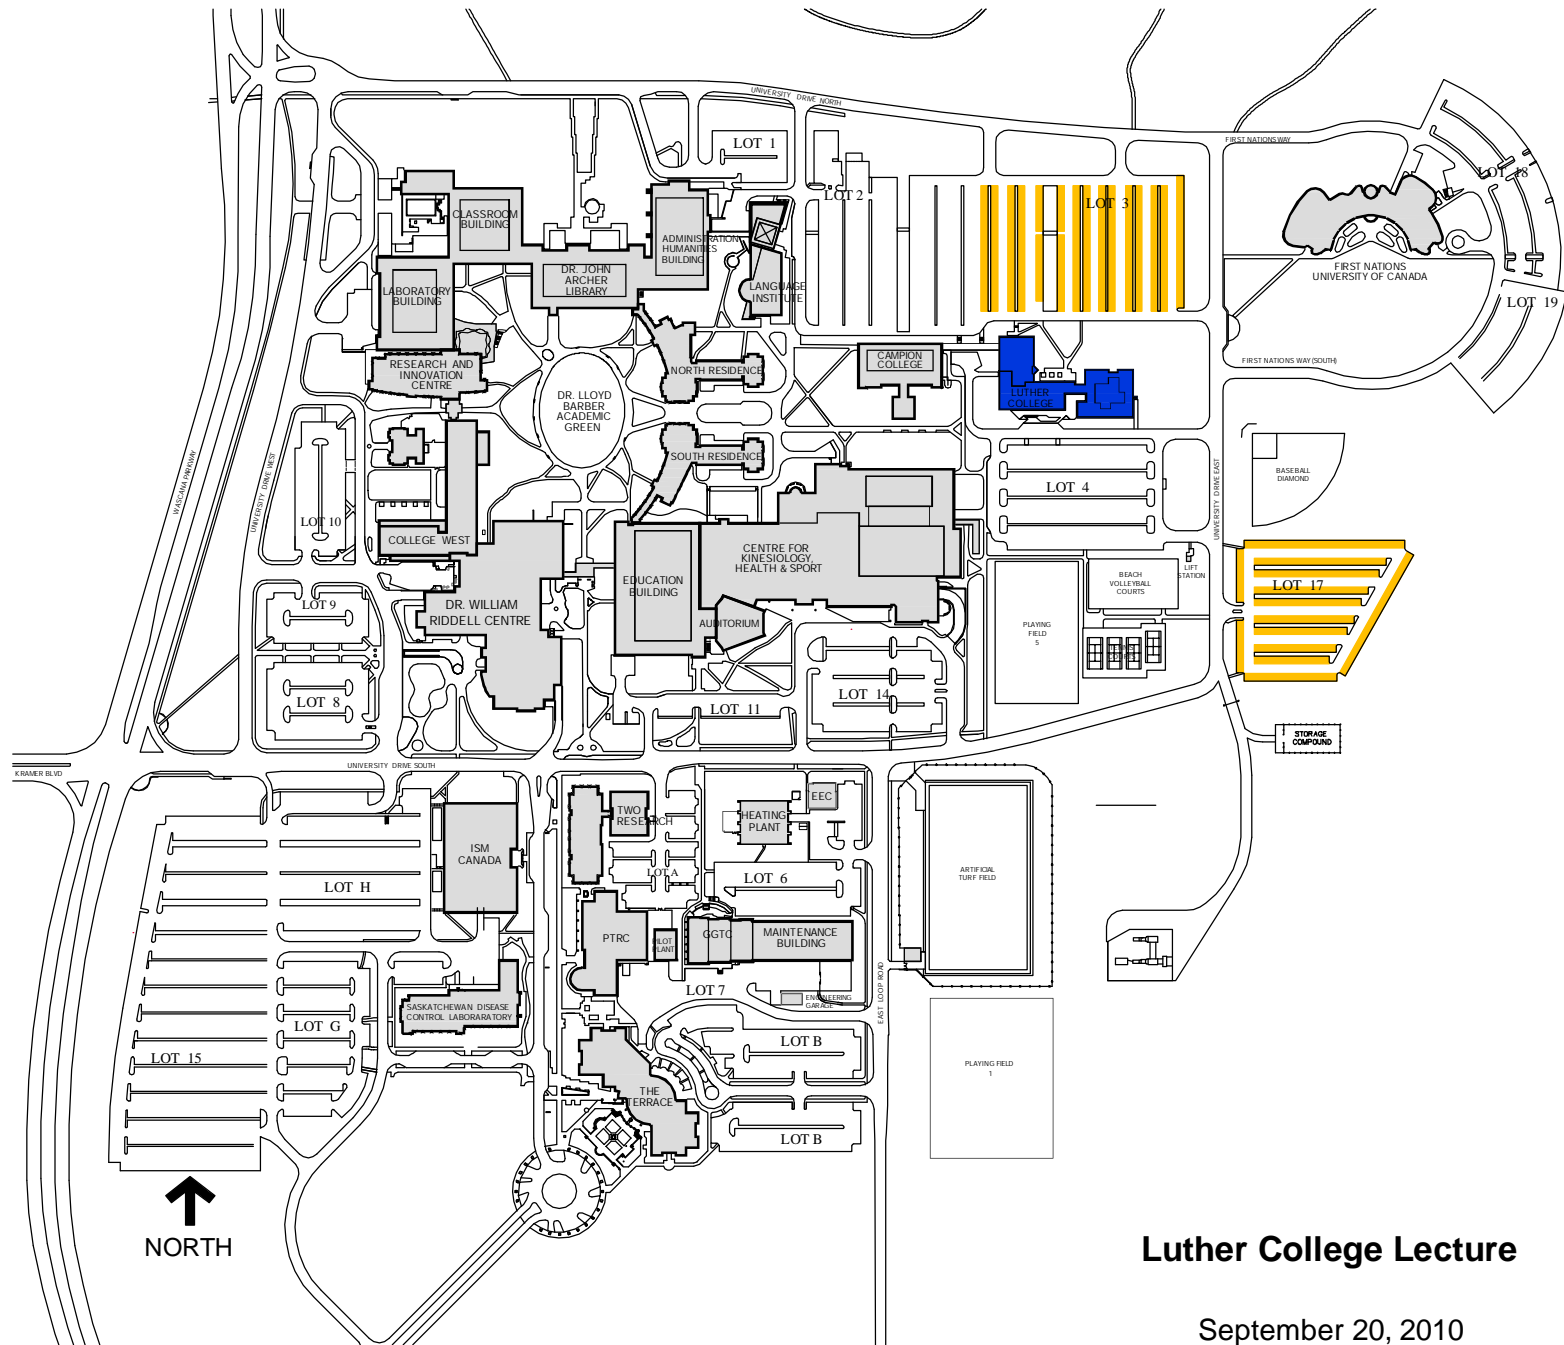 UNIVERSITY DRIVE NORTH
LOT 1
FIRST NATIONS WAY
LOT 18
LOT 2
LOT 3
CLASSROOM
BUILDING
ADMINISTRATION
HUMANITIES
BUILDING
DR. JOHN
ARCHER
LIBRARY
LABORATORY
BUILDING
LANGUAGE
INSTITUTE
FIRST NATIONS
UNIVERSITY OF CANADA
LOT 19
RESEARCH AND
INNOVATION
CENTRE
NORTH RESIDENCE
CAMPION
COLLEGE
FIRST NATIONS WAY (SOUTH)
DR. LLOYD
BARBER
ACADEMIC
GREEN
LUTHER
COLLEGE
SOUTH RESIDENCE
WASCANA PARKWAY
UNIVERSITY DRIVE WEST
UNIVERSITY DRIVE EAST
BASEBALL
DIAMOND
LOT 4
LOT 10
COLLEGE WEST
CENTRE FOR
KINESIOLOGY,
HEALTH & SPORT
EDUCATION
BUILDING
BEACH
VOLLEYBALL
COURTS
LIFT
STATION
LOT 17
LOT 9
DR. WILLIAM
RIDDELL CENTRE
AUDITORIUM
PLAYING
FIELD
5
TENNIS
COURTS
LOT 8
LOT 11
LOT 14
STORAGE
COMPOUND
KRAMER BLVD
UNIVERSITY DRIVE SOUTH
TWO
RESEARCH
EEC
HEATING
PLANT
ISM
CANADA
LOT A
LOT 6
ARTIFICIAL
TURF FIELD
LOT H
PTRC
PILOT
PLANT
GGTC
MAINTENANCE
BUILDING
LOT 7
ENGINEERING
GARAGE
EAST LOOP ROAD
SASKATCHEWAN DISEASE
CONTROL LABORARATORY
LOT G
LOT B
LOT 15
PLAYING FIELD
1
THE
TERRACE
LOT B
NORTH
Luther College Lecture
September 20, 2010